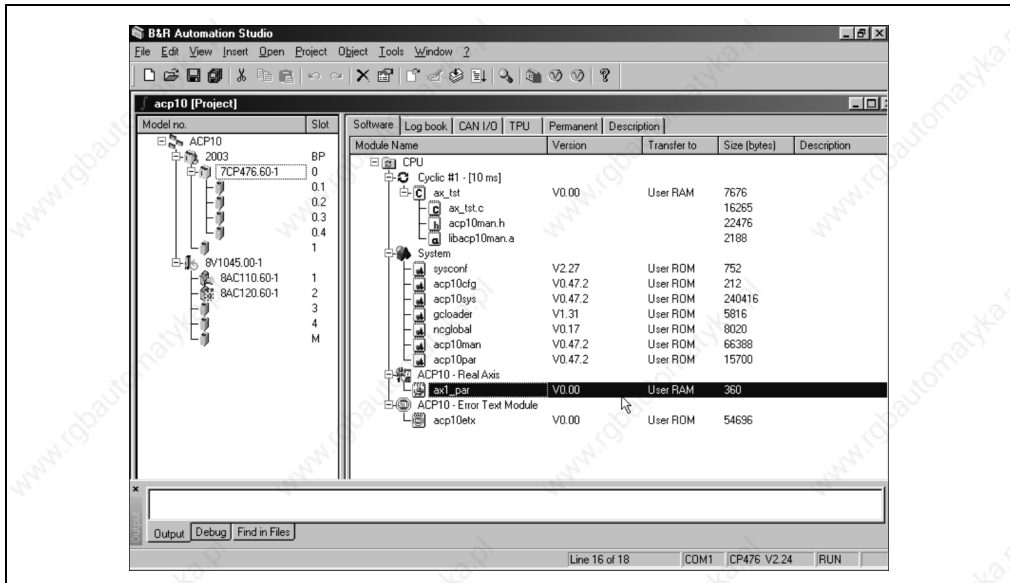 B&R Automation Studio
File Edit View Insert Open Project Object Tools Window ?
acp10 [Project]
Model no. Slot
ACP10
2003 BP
7CP476.60-1 0
0.1
0.2
0.3
0.4
1
8V1045.00-1
8AC110.60-1 1
8AC120.60-1 2
3
4
M
Software Log book CAN I/O TPU Permanent Description
Module Name Version Transfer to Size (bytes) Description
CPU
Cyclic #1 - [10 ms]
ax_tst V0.00 User RAM 7676
ax_tst.c 16265
acp10man.h 22476
libacp10man.a 2188
System
sysconf V2.27 User ROM 752
acp10cfg V0.47.2 User ROM 212
acp10sys V0.47.2 User ROM 240416
gcloader V1.31 User ROM 5816
ncglobal V0.17 User ROM 8020
acp10man V0.47.2 User ROM 66388
acp10par V0.47.2 User ROM 15700
ACP10 - Real Axis
ax1_par V0.00 User RAM 360
ACP10 - Error Text Module
acp10etx V0.00 User ROM 54696
Output
Output Debug Find in Files
Line 16 of 18 COM1 CP476 V2.24 RUN
www.rgbautomatyka.pl